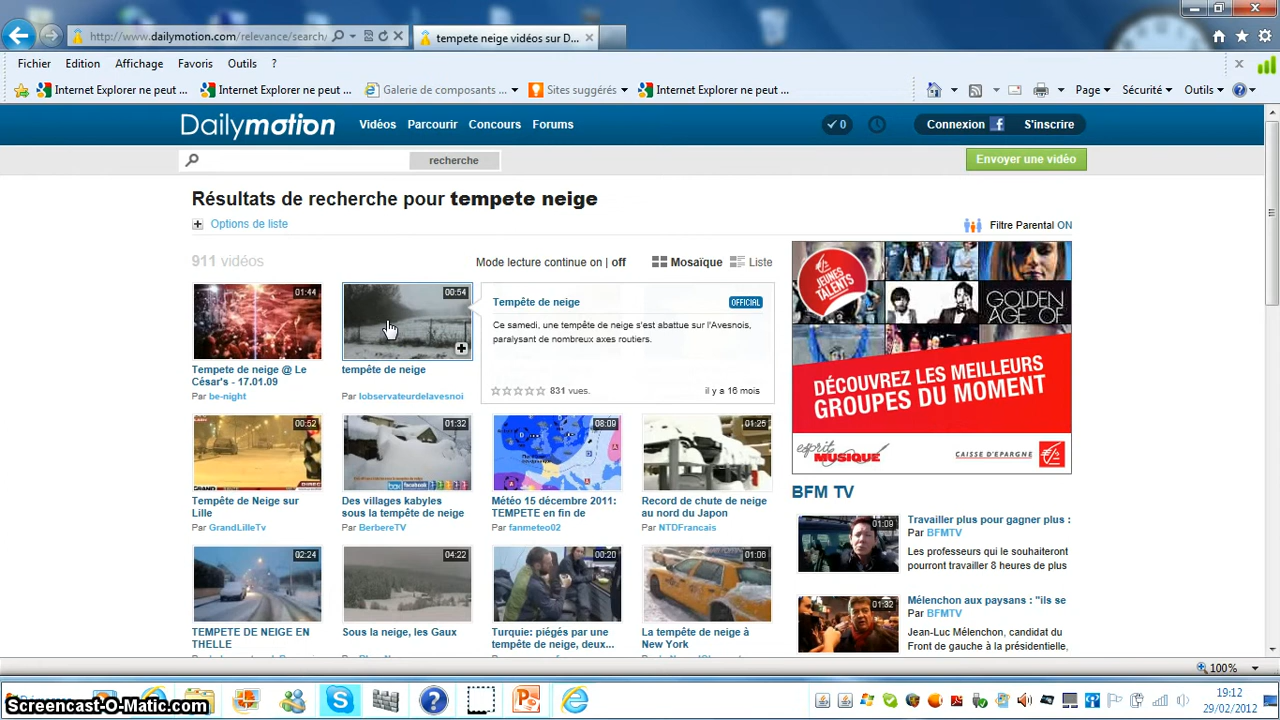 http://www.dailymotion.com/relevance/search/
tempete neige vidéos sur D...
Fichier Edition Affichage Favoris Outils ?
Internet Explorer ne peut ... Internet Explorer ne peut ... Galerie de composants ... Sites suggérés Internet Explorer ne peut ... Page Sécurité Outils
Dailymotion Vidéos Parcourir Concours Forums 0 Connexion S'inscrire
recherche Envoyer une vidéo
Résultats de recherche pour tempete neige
Options de liste
Filtre Parental ON
911 vidéos Mode lecture continue on | off Mosaïque Liste
01:44
00:54
Tempête de neige OFFICIAL
Ce samedi, une tempête de neige s'est abattue sur l'Avesnois,
paralysant de nombreux axes routiers.
831 vues. il y a 16 mois
Tempete de neige @ Le
César's - 17.01.09
Par be-night
tempête de neige
Par lobservateurdelavesnoi
JEUNES
TALENTS
GOLDEN
AGE OF
DÉCOUVREZ LES MEILLEURS
GROUPES DU MOMENT
esprit
MUSIQUE
CAISSE D'EPARGNE
00:52
01:32
08:09
01:25
Tempête de Neige sur
Lille
Par GrandLilleTv
Des villages kabyles
sous la tempête de neige
Par BerbereTV
Météo 15 décembre 2011:
TEMPETE en fin de
Par fanmeteo02
Record de chute de neige
au nord du Japon
Par NTDFrancais
BFM TV
01:09
Travailler plus pour gagner plus :
Par BFMTV
Les professeurs qui le souhaiteront
pourront travailler 8 heures de plus
02:24
04:22
00:20
01:06
TEMPETE DE NEIGE EN
THELLE
Sous la neige, les Gaux
Turquie: piégés par une
tempête de neige, deux...
La tempête de neige à
New York
01:32
Mélenchon aux paysans : "ils se
Par BFMTV
Jean-Luc Mélenchon, candidat du
Front de gauche à la présidentielle,
100%
Screencast-O-Matic.com
19:12
29/02/2012